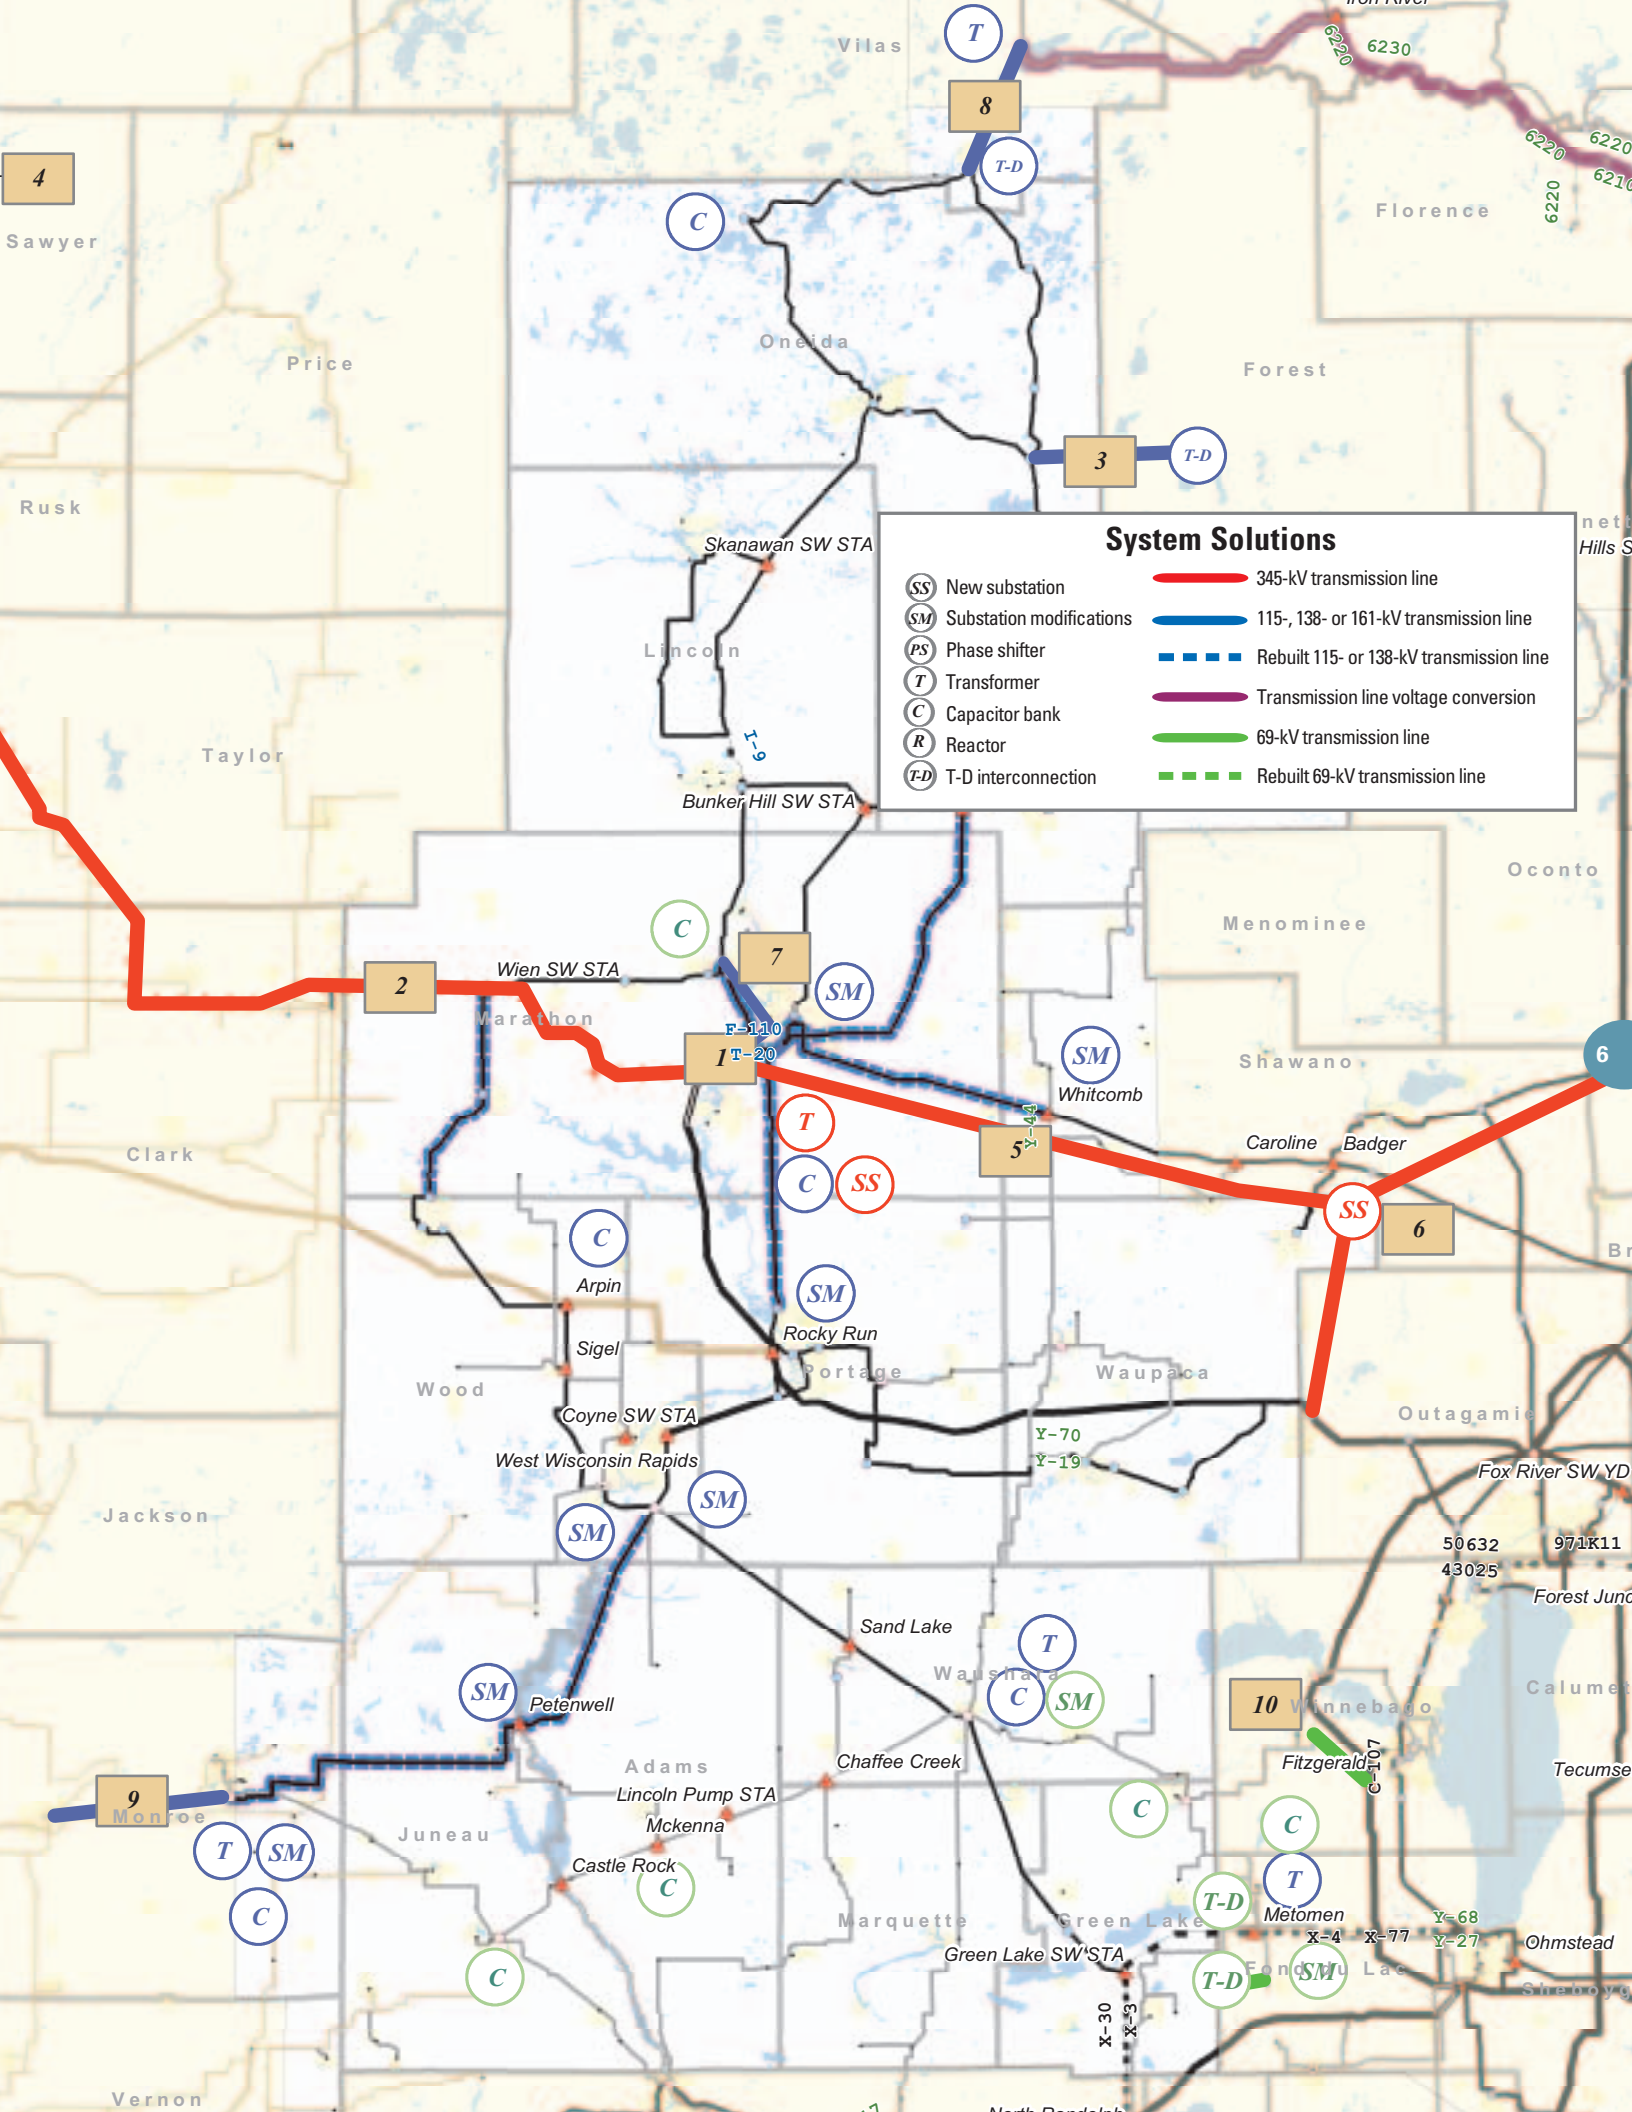 Iron River
T
Vilas
6220
6230
8
6220
6220
T-D
4
6210
6220
C
Florence
Sawyer
Oneida
Price
Forest
3
T-D
Rusk
System Solutions
SS New substation
SM Substation modifications
PS Phase shifter
T Transformer
C Capacitor bank
R Reactor
T-D T-D interconnection
345-kV transmission line
115-, 138- or 161-kV transmission line
Rebuilt 115- or 138-kV transmission line
Transmission line voltage conversion
69-kV transmission line
Rebuilt 69-kV transmission line
nett
Hills S
Skanawan SW STA
Lincoln
I-9
Taylor
Bunker Hill SW STA
Oconto
Menominee
C
7
Wien SW STA
2
SM
Marathon
F-110
1
T-20
SM
Shawano
6
Whitcomb
Y-44
T
5
Caroline
Badger
Clark
C
SS
SS
6
C
Br
Arpin
SM
Rocky Run
Sigel
Portage
Waupaca
Wood
Coyne SW STA
Outagamie
Y-70
West Wisconsin Rapids
Y-19
Fox River SW YD
SM
Jackson
SM
50632
971K11
43025
Forest Junc
Sand Lake
T
Waushara
C
SM
SM
Petenwell
10
Winnebago
Calumet
Adams
Chaffee Creek
Fitzgerald
C-107
Tecumse
9
Monroe
Lincoln Pump STA
Mckenna
C
C
Juneau
T
SM
Castle Rock
C
T
T-D
C
Marquette
Green Lake
Metomen
Y-68
X-4
X-77
Y-27
Green Lake SW STA
Ohmstead
C
T-D
Fond du Lac
SM
Sheboyg
X-30
X-3
Vernon
North Randolph